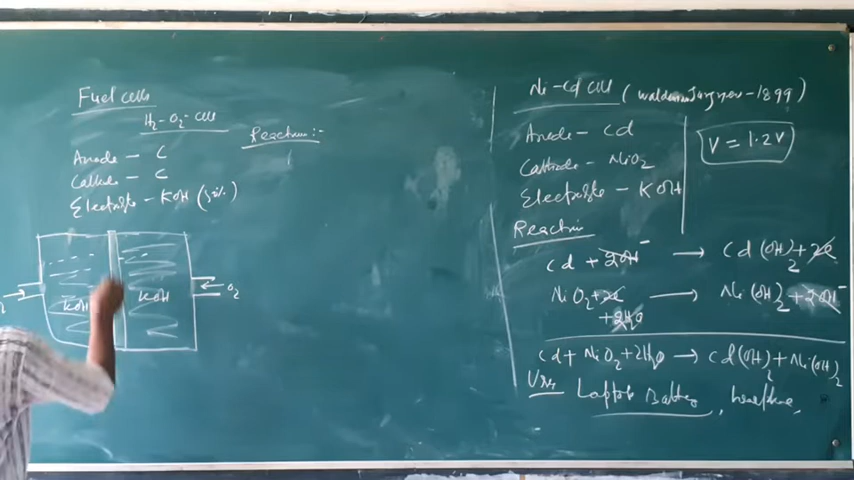 Fuel cells
H₂-O₂-Cell
Reaction:-
Anode - C
Cathode - C
Electrolyte - KOH (   %)
KOH
KOH
O₂
Ni-Cd Cell (          - 1899)
Anode - Cd
Cathode - NiO₂
Electrolyte - KOH
V = 1.2V
Reaction
Cd + 2OH⁻ → Cd(OH)₂ + 2e
NiO₂ + 2e → Ni(OH)₂ + 2OH⁻
+ 2H₂O
Cd + NiO₂ + 2H₂O → Cd(OH)₂ + Ni(OH)₂
Uses Laptop Battery,